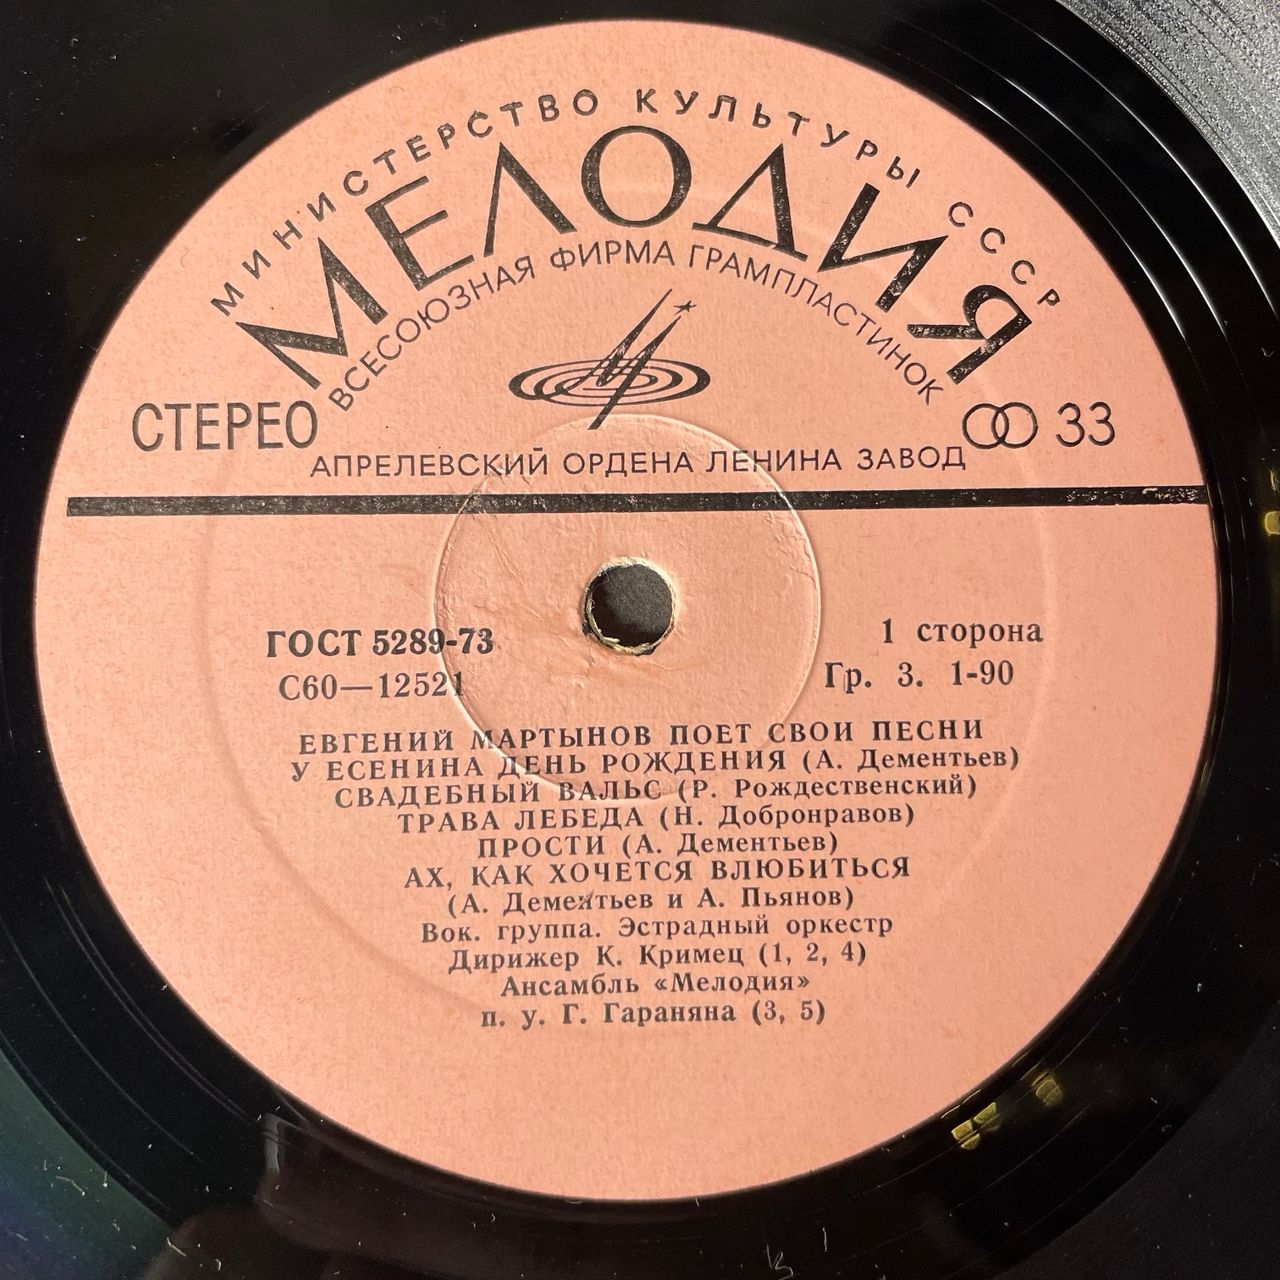 МИНИСТЕРСТВО КУЛЬТУРЫ СССР
МЕЛОДИЯ
ВСЕСОЮЗНАЯ ФИРМА ГРАМПЛАСТИНОК
СТЕРЕО
33
АПРЕЛЕВСКИЙ ОРДЕНА ЛЕНИНА ЗАВОД
ГОСТ 5289-73
С60—12521
1 сторона
Гр. 3. 1-90
ЕВГЕНИЙ МАРТЫНОВ ПОЕТ СВОИ ПЕСНИ
У ЕСЕНИНА ДЕНЬ РОЖДЕНИЯ (А. Дементьев)
СВАДЕБНЫЙ ВАЛЬС (Р. Рождественский)
ТРАВА ЛЕБЕДА (Н. Добронравов)
ПРОСТИ (А. Дементьев)
АХ, КАК ХОЧЕТСЯ ВЛЮБИТЬСЯ
(А. Дементьев и А. Пьянов)
Вок. группа. Эстрадный оркестр
Дирижер К. Кримец (1, 2, 4)
Ансамбль «Мелодия»
п. у. Г. Гараняна (3, 5)